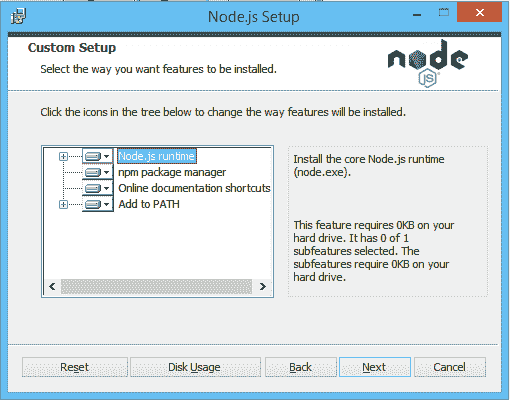 Node.js Setup
Custom Setup
Select the way you want features to be installed.
node
JS
Click the icons in the tree below to change the way features will be installed.
Node.js runtime
npm package manager
Online documentation shortcuts
Add to PATH
Install the core Node.js runtime
(node.exe).
This feature requires 0KB on your
hard drive. It has 0 of 1
subfeatures selected. The
subfeatures require 0KB on your
hard drive.
Reset
Disk Usage
Back
Next
Cancel